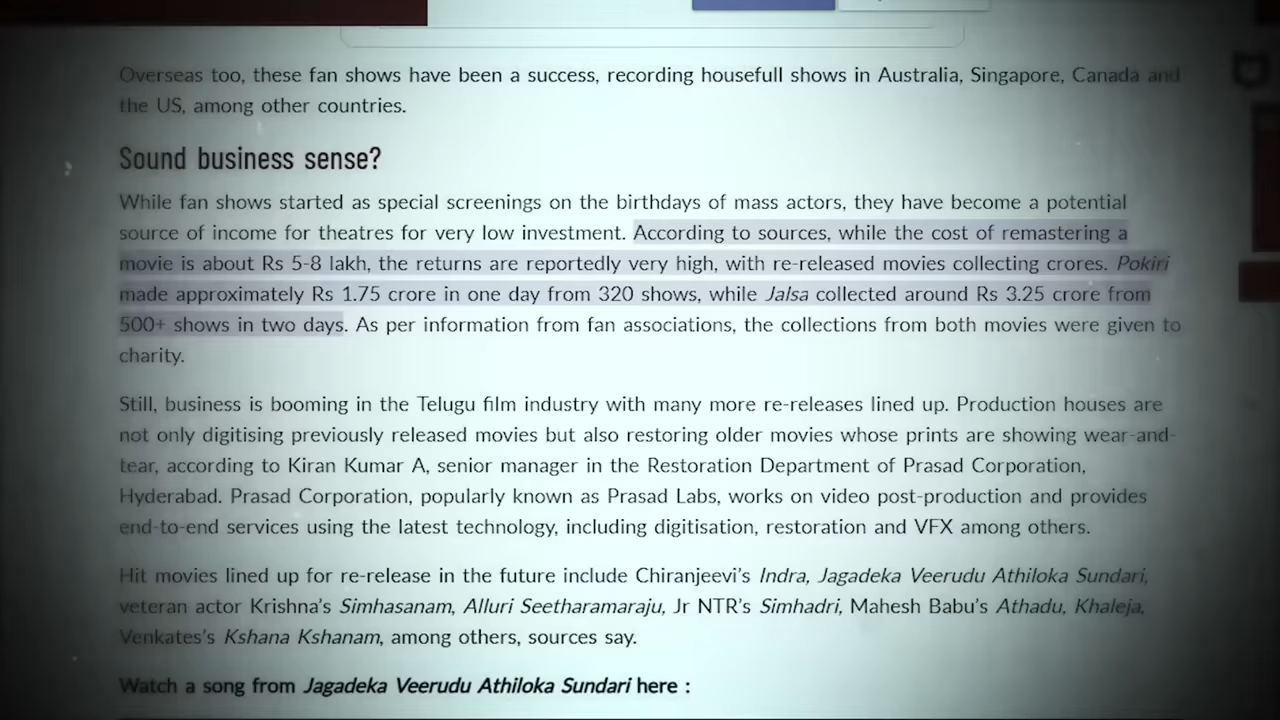 Overseas too, these fan shows have been a success, recording housefull shows in Australia, Singapore, Canada and
the US, among other countries.
Sound business sense?
While fan shows started as special screenings on the birthdays of mass actors, they have become a potential
source of income for theatres for very low investment. According to sources, while the cost of remastering a
movie is about Rs 5-8 lakh, the returns are reportedly very high, with re-released movies collecting crores. Pokiri
made approximately Rs 1.75 crore in one day from 320 shows, while Jalsa collected around Rs 3.25 crore from
500+ shows in two days. As per information from fan associations, the collections from both movies were given to
charity.
Still, business is booming in the Telugu film industry with many more re-releases lined up. Production houses are
not only digitising previously released movies but also restoring older movies whose prints are showing wear-and-
tear, according to Kiran Kumar A, senior manager in the Restoration Department of Prasad Corporation,
Hyderabad. Prasad Corporation, popularly known as Prasad Labs, works on video post-production and provides
end-to-end services using the latest technology, including digitisation, restoration and VFX among others.
Hit movies lined up for re-release in the future include Chiranjeevi's Indra, Jagadeka Veerudu Athiloka Sundari,
veteran actor Krishna's Simhasanam, Alluri Seetharamaraju, Jr NTR's Simhadri, Mahesh Babu's Athadu, Khaleja,
Venkates's Kshana Kshanam, among others, sources say.
Watch a song from Jagadeka Veerudu Athiloka Sundari here :